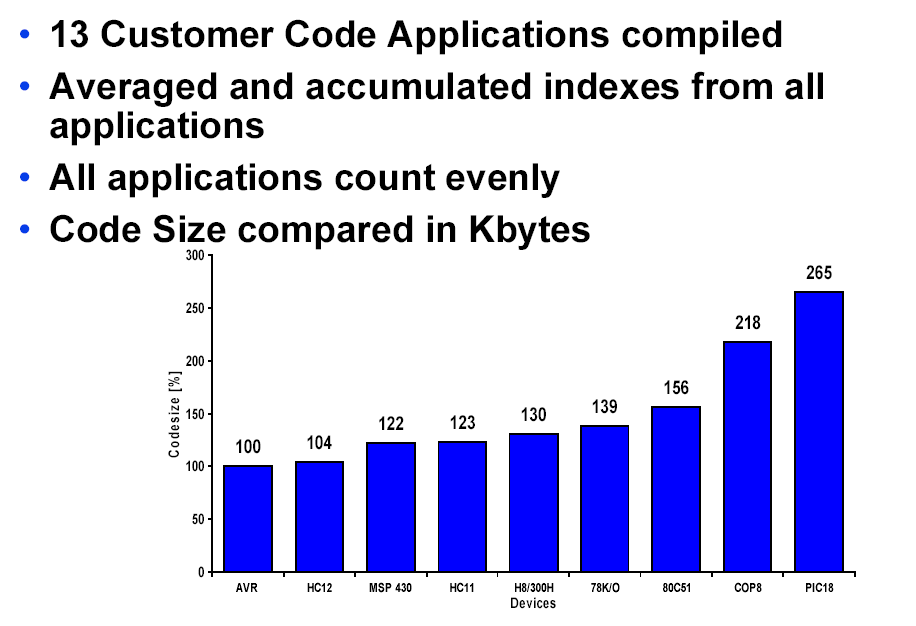 • 13 Customer Code Applications compiled
• Averaged and accumulated indexes from all
applications
• All applications count evenly
• Code Size compared in Kbytes
300
250
200
150
100
50
0
Codesize [%]
100
104
122
123
130
139
156
218
265
AVR
HC12
MSP 430
HC11
H8/300H
78K/O
80C51
COP8
PIC18
Devices